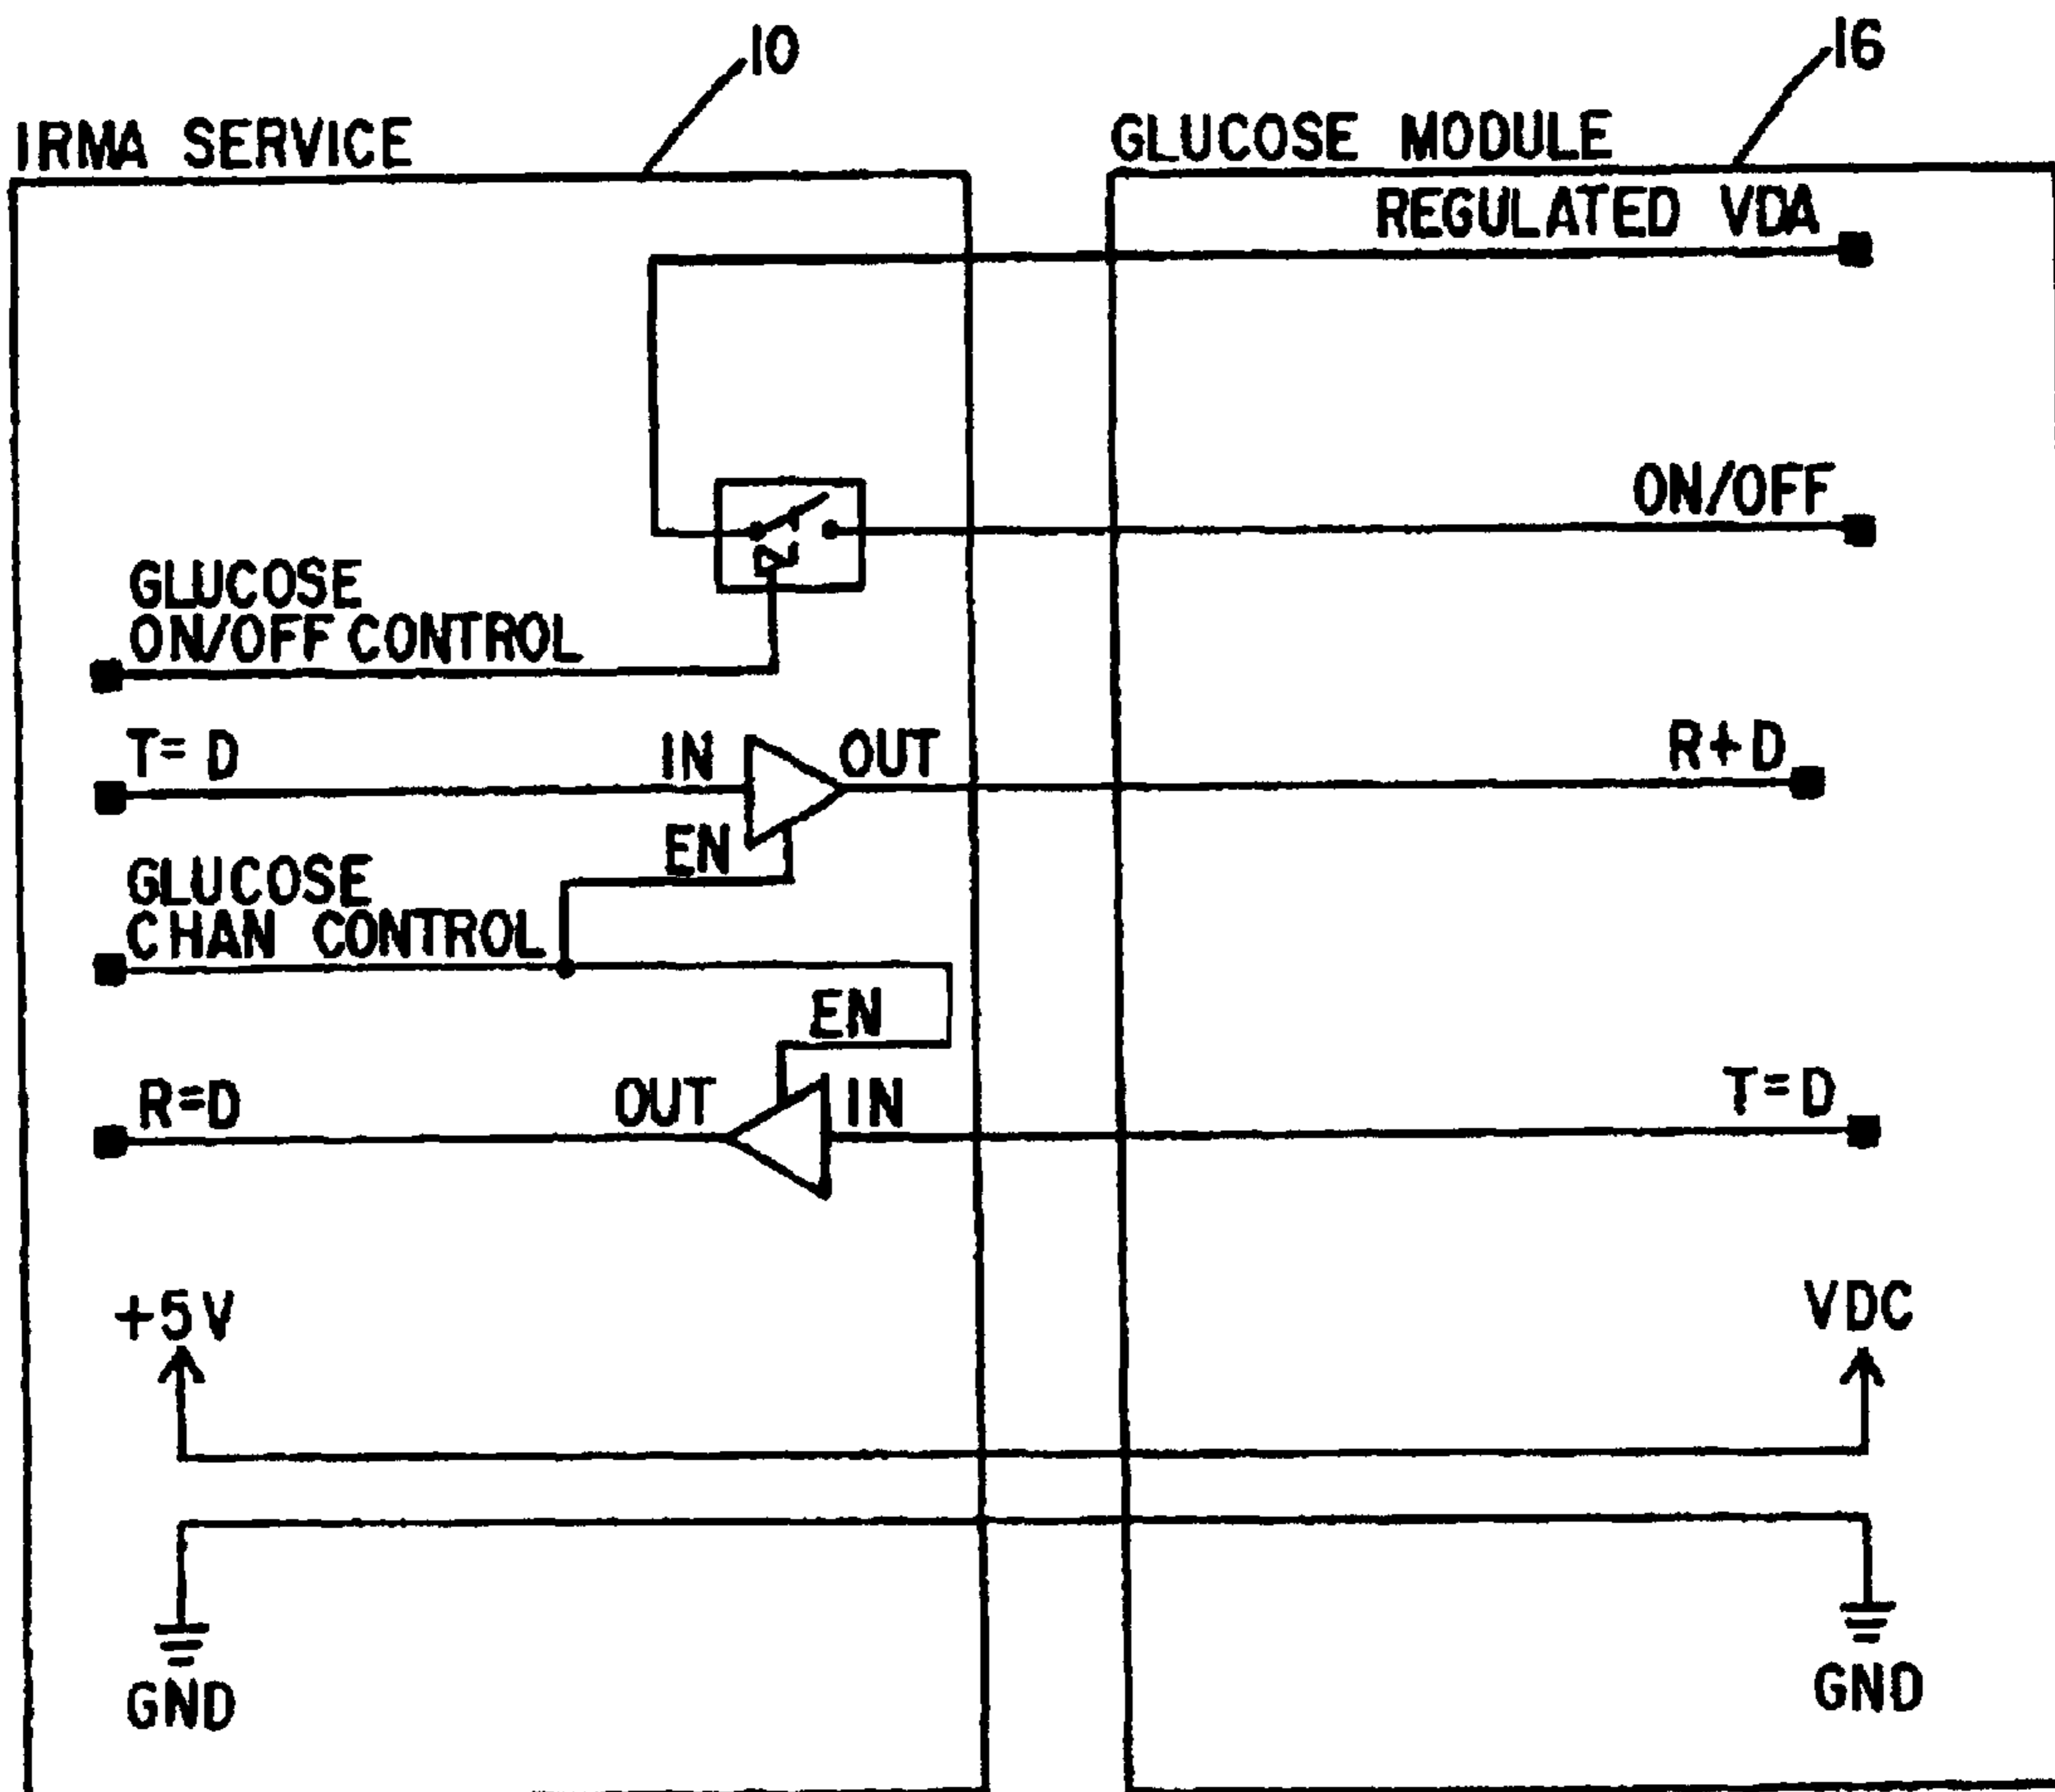 10
16
IRMA SERVICE
GLUCOSE MODULE
REGULATED VDA
ON/OFF
GLUCOSE
ON/OFF CONTROL
T= D
IN
OUT
R+D
EN
GLUCOSE
CHAN CONTROL
EN
R=D
OUT
IN
T=D
+5V
VDC
GND
GND